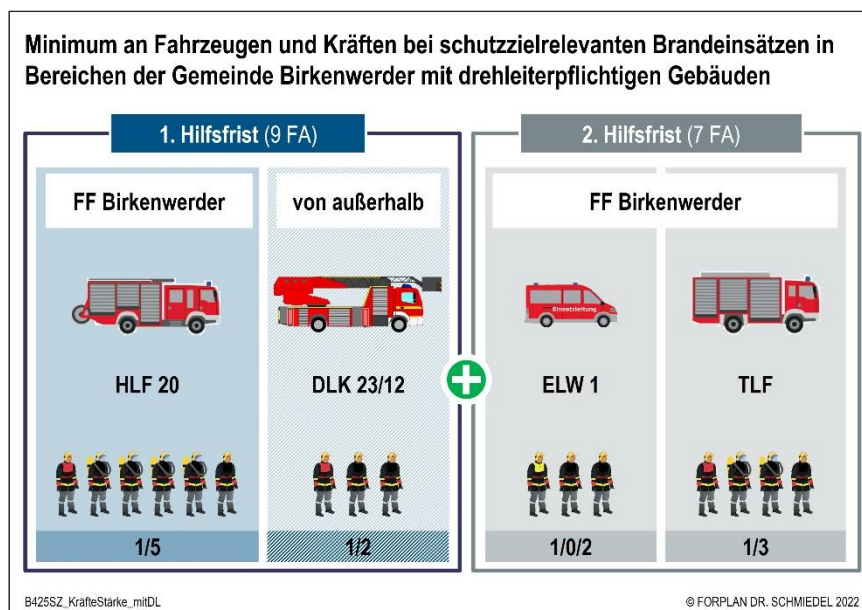 Minimum an Fahrzeugen und Kräften bei schutzzielrelevanten Brandeinsätzen in
Bereichen der Gemeinde Birkenwerder mit drehleiterpflichtigen Gebäuden
1. Hilfsfrist (9 FA)
FF Birkenwerder
von außerhalb
HLF 20
DLK 23/12
1/5
1/2
2. Hilfsfrist (7 FA)
FF Birkenwerder
Einsatzleitung
ELW 1
TLF
1/0/2
1/3
B425SZ_KräfteStärke_mitDL
© FORPLAN DR. SCHMIEDEL 2022